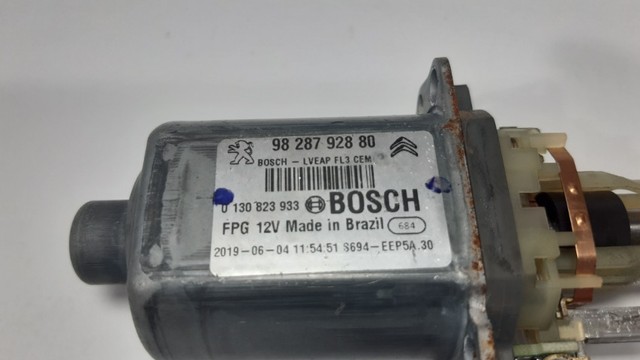 98 287 928 80
BOSCH - LVEAP FL3 CEM
0 130 823 933 BOSCH
FPG 12V Made in Brazil 684
2019-06-04 11:54:51 8694-EEP5A.30